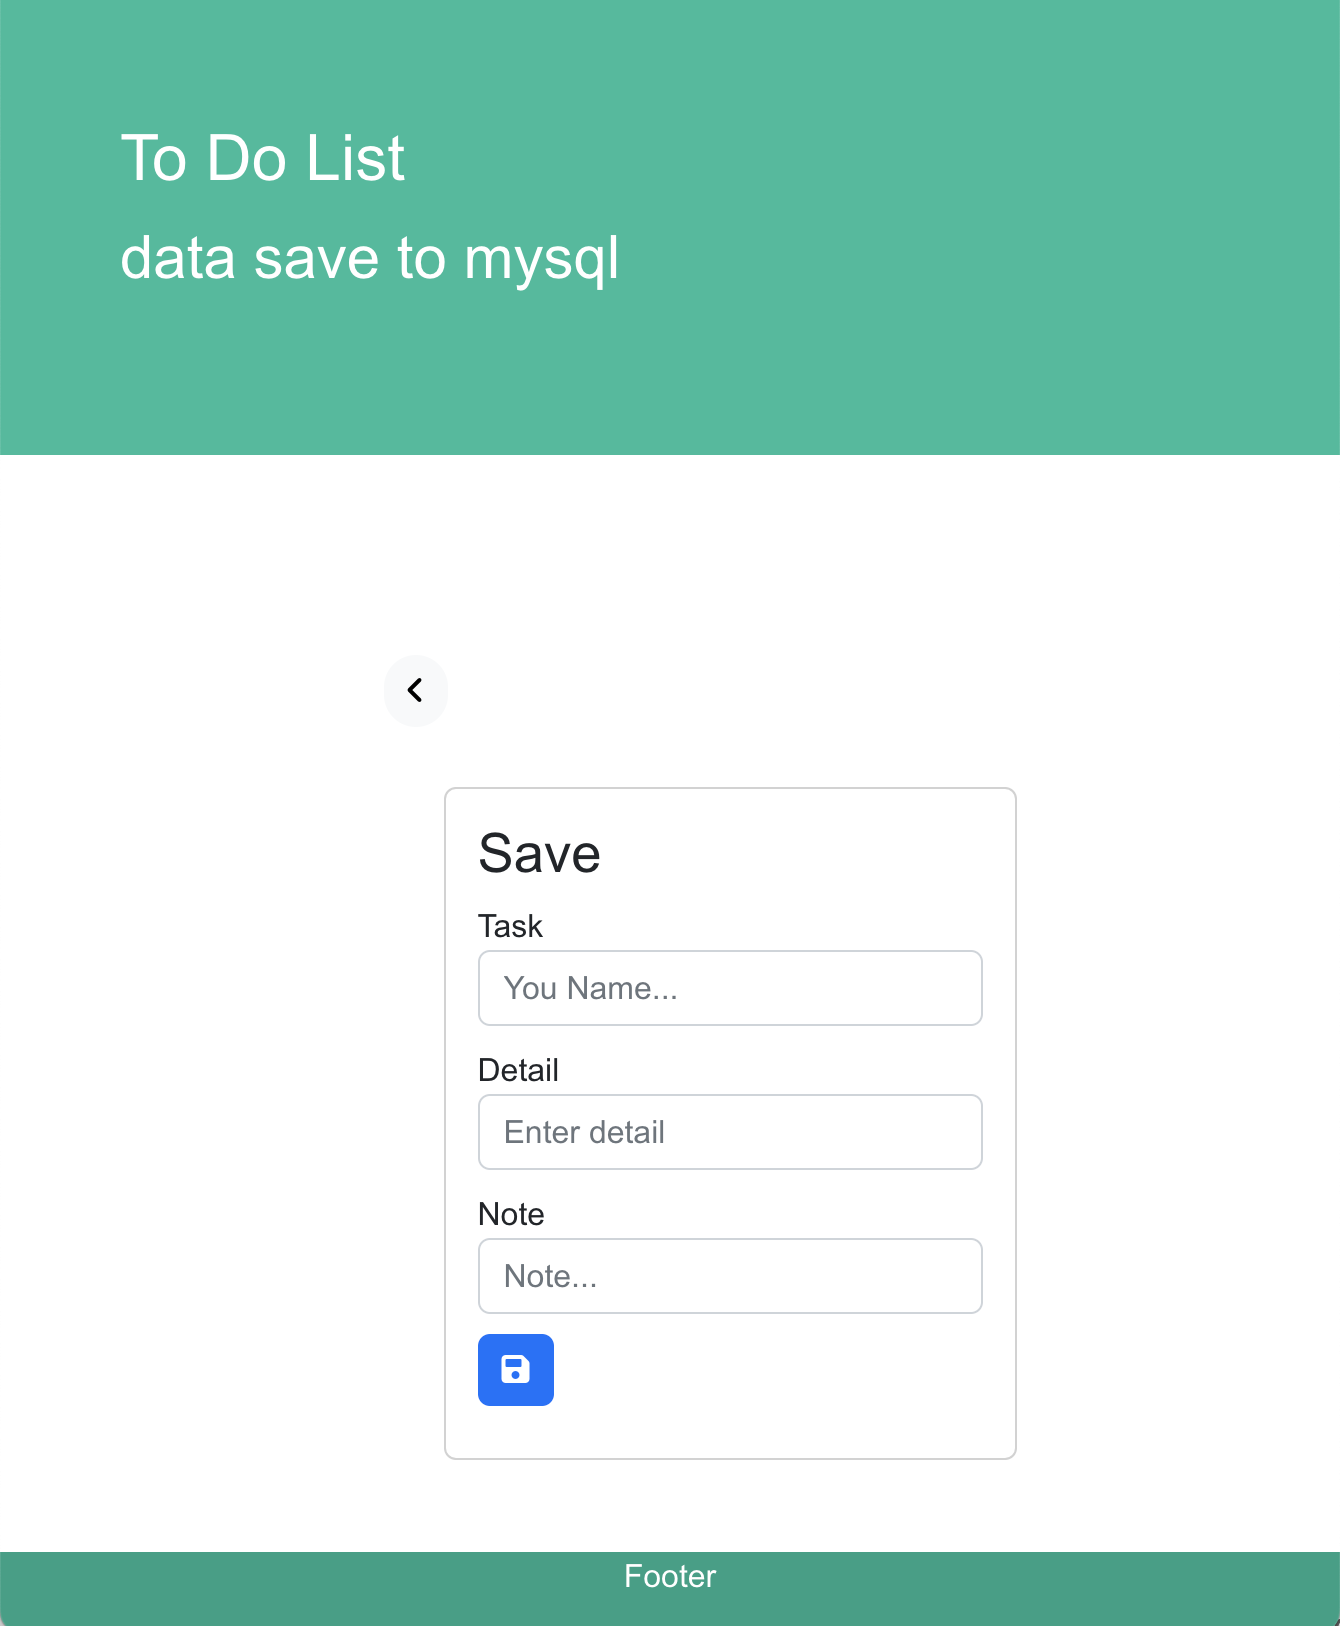 To Do List
data save to mysql
Save
Task
You Name...
Detail
Enter detail
Note
Note...
Footer